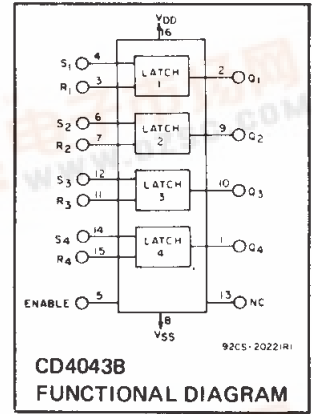 VDD
16
S1 4
R1 3
LATCH
1
2 Q1
S2 6
R2 7
LATCH
2
9 Q2
S3 12
R3 11
LATCH
3
10 Q3
S4 14
R4 15
LATCH
4
1 Q4
ENABLE 5
13 NC
8
VSS
92CS-20221R1
CD4043B
FUNCTIONAL DIAGRAM